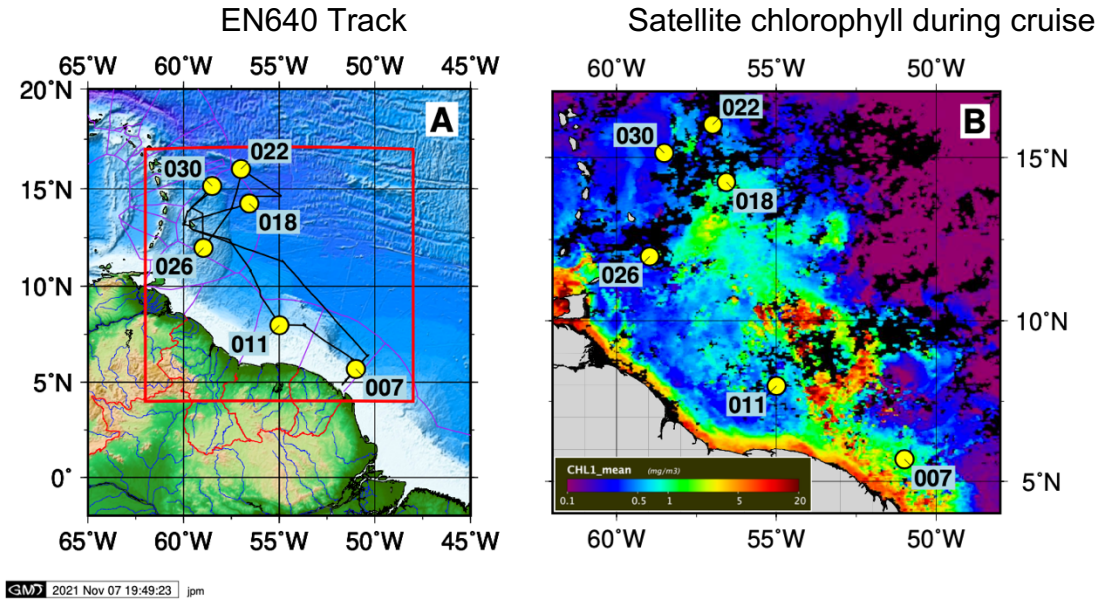 EN640 Track
Satellite chlorophyll during cruise
65˚W 60˚W 55˚W 50˚W 45˚W
20˚N
15˚N
10˚N
5˚N
0˚
A
022
030
018
026
011
007
65˚W 60˚W 55˚W 50˚W 45˚W
60˚W 55˚W 50˚W
B
022
030
15˚N
018
026
10˚N
011
007
5˚N
CHL1_mean (mg/m3)
0.1 0.5 1 5 20
60˚W 55˚W 50˚W
GMT 2021 Nov 07 19:49:23 jpm